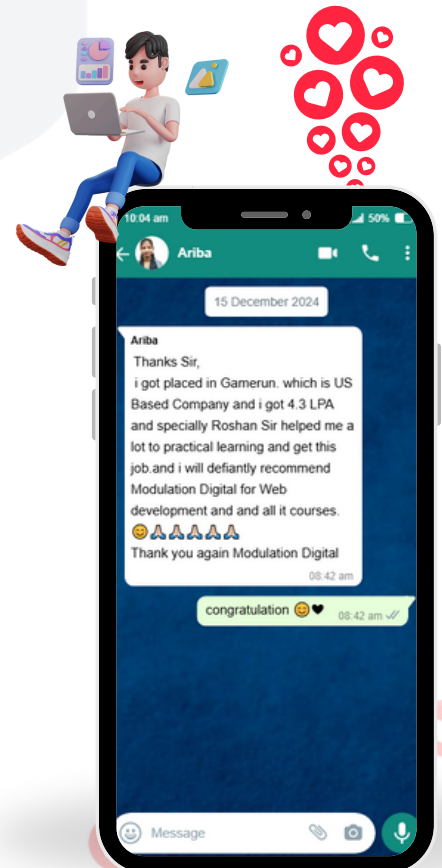 10:04 am 50%
Ariba
15 December 2024
Ariba
Thanks Sir,
i got placed in Gamerun. which is US
Based Company and i got 4.3 LPA
and specially Roshan Sir helped me a
lot to practical learning and get this
job.and i will defiantly recommend
Modulation Digital for Web
development and and all it courses.
😊🙏🏻🙏🏻🙏🏻🙏🏻🙏🏻
Thank you again Modulation Digital
08:42 am
congratulation 😊🖤 08:42 am
Message